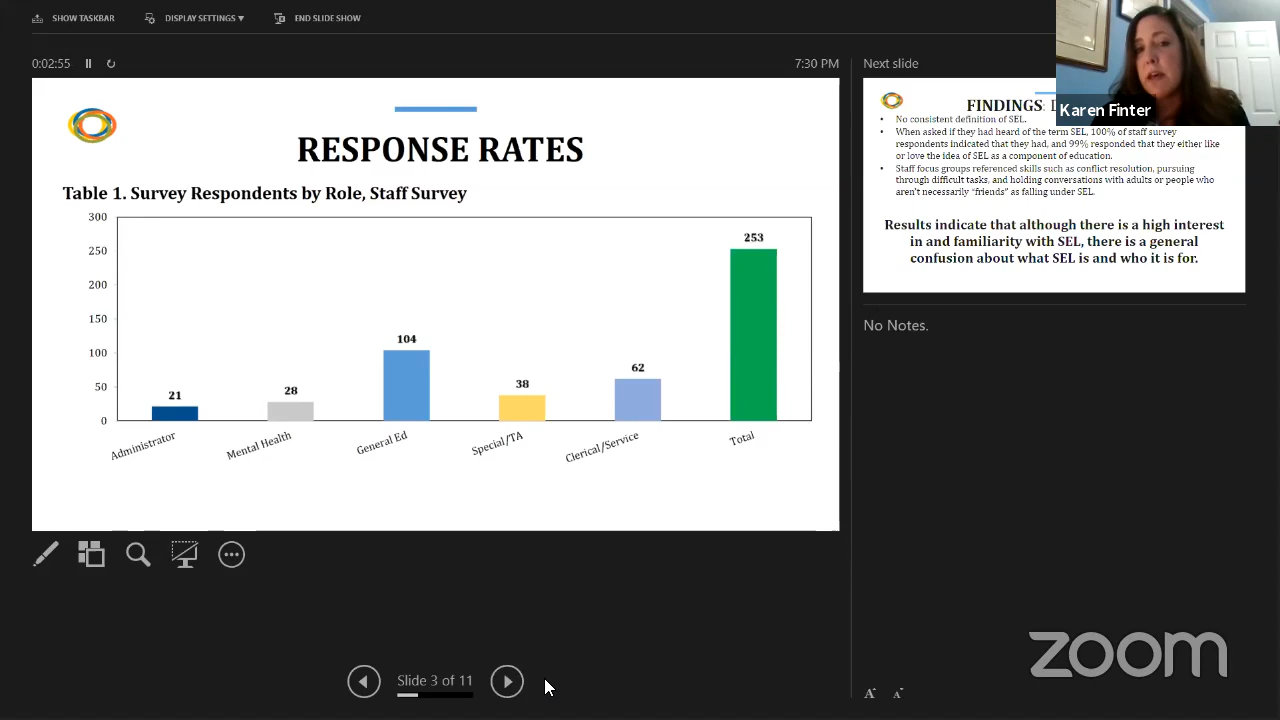 SHOW TASKBAR
DISPLAY SETTINGS ▾
END SLIDE SHOW
0:02:55
7:30 PM
RESPONSE RATES
Table 1. Survey Respondents by Role, Staff Survey
300
250
200
150
100
50
0
21
28
104
38
62
253
Administrator
Mental Health
General Ed
Special/TA
Clerical/Service
Total
Slide 3 of 11
Next slide
Karen Finter
FINDINGS:
• No consistent definition of SEL.
• When asked if they had heard of the term SEL, 100% of staff survey
respondents indicated that they had, and 99% responded that they either like
or love the idea of SEL as a component of education.
• Staff focus groups referenced skills such as conflict resolution, pursuing
through difficult tasks, and holding conversations with adults or people who
aren't necessarily “friends” as falling under SEL.
Results indicate that although there is a high interest
in and familiarity with SEL, there is a general
confusion about what SEL is and who it is for.
No Notes.
zoom
A A